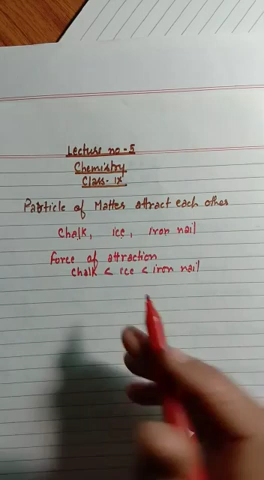 Lecture no-5
Chemistry
Class-IX
Particle of Matter attract each other
Chalk, ice, iron nail
Force of attraction
Chalk < ice < iron nail